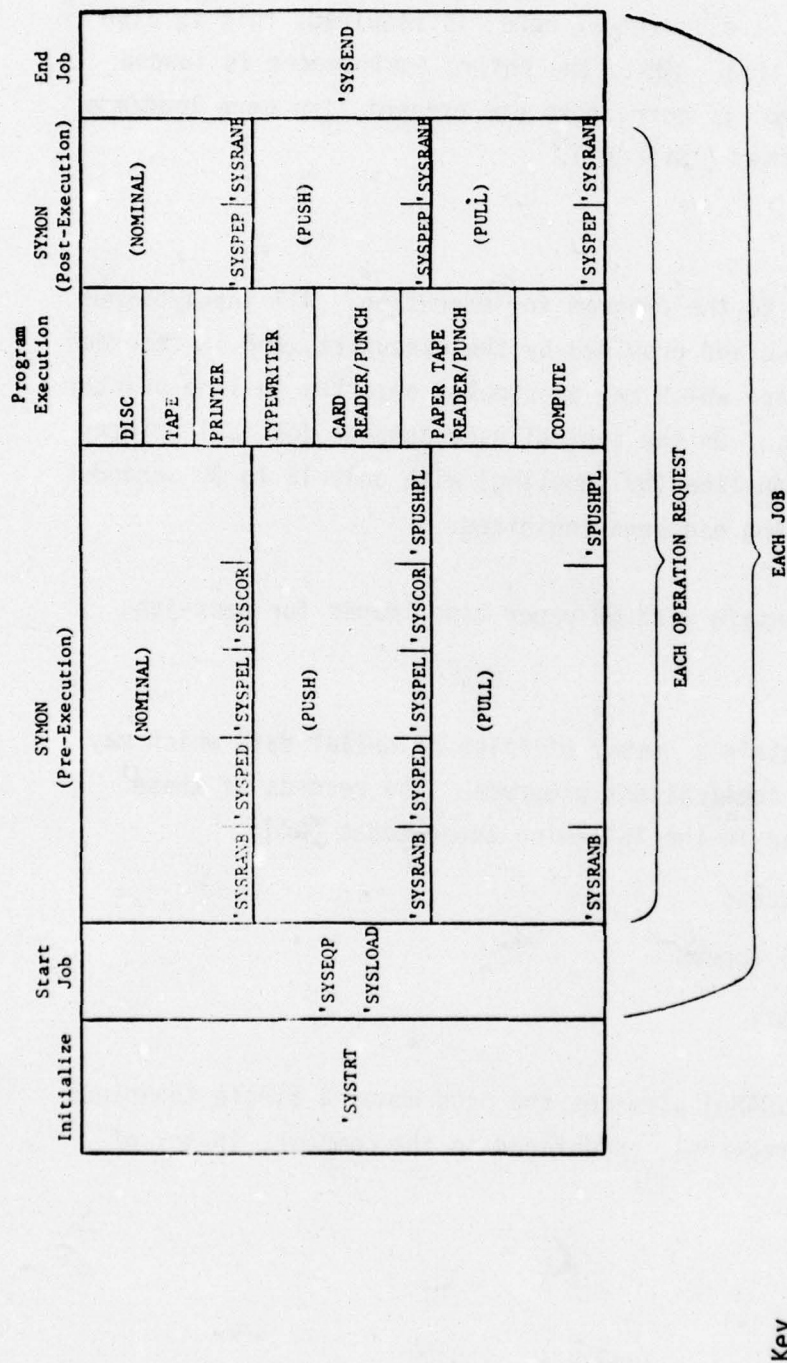 Initialize
Start
Job
SYMON
(Pre-Execution)
Program
Execution
SYMON
(Post-Execution)
End
Job
'SYSTRT
'SYSEQP
'SYSLOAD
(NOMINAL)
'SYSRANB 'SYSPED 'SYSPEL 'SYSCOR
(PUSH)
'SYSRANB 'SYSPED 'SYSPEL 'SYSCOR 'SPUSHPL
(PULL)
'SYSRANB 'SPUSHPL
DISC
TAPE
PRINTER
TYPEWRITER
CARD
READER/PUNCH
PAPER TAPE
READER/PUNCH
COMPUTE
(NOMINAL)
'SYSPEP 'SYSRANE
(PUSH)
'SYSPEP 'SYSRANE
(PULL)
'SYSPEP 'SYSRANE
'SYSEND
EACH OPERATION REQUEST
EACH JOB
Key